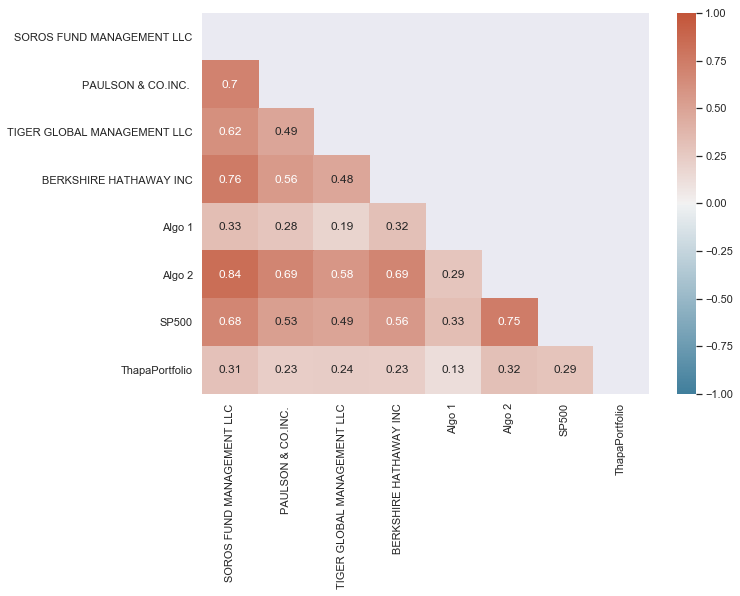 SOROS FUND MANAGEMENT LLC
PAULSON & CO.INC.
0.7
TIGER GLOBAL MANAGEMENT LLC
0.62 0.49
BERKSHIRE HATHAWAY INC
0.76 0.56 0.48
Algo 1
0.33 0.28 0.19 0.32
Algo 2
0.84 0.69 0.58 0.69 0.29
SP500
0.68 0.53 0.49 0.56 0.33 0.75
ThapaPortfolio
0.31 0.23 0.24 0.23 0.13 0.32 0.29
SOROS FUND MANAGEMENT LLC
PAULSON & CO.INC.
TIGER GLOBAL MANAGEMENT LLC
BERKSHIRE HATHAWAY INC
Algo 1
Algo 2
SP500
ThapaPortfolio
1.00
0.75
0.50
0.25
0.00
−0.25
−0.50
−0.75
−1.00